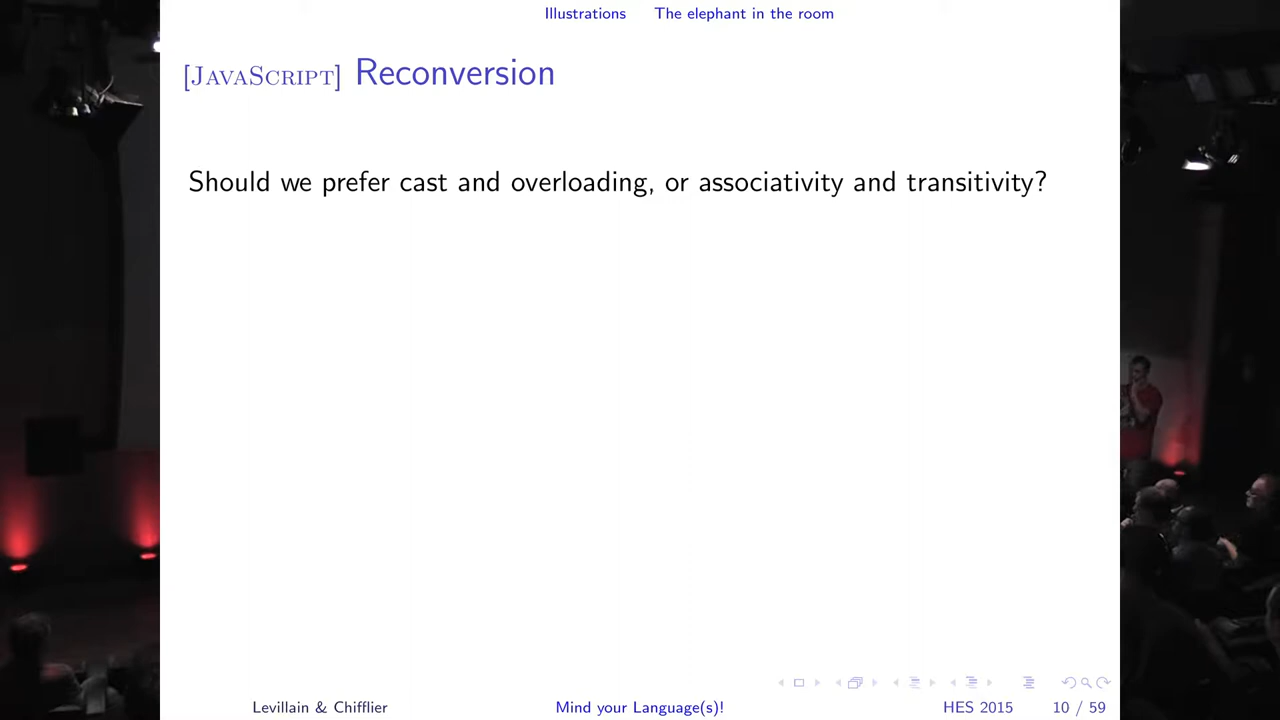 Illustrations The elephant in the room
[JavaScript] Reconversion
Should we prefer cast and overloading, or associativity and transitivity?
Levillain & Chifflier Mind your Language(s)! HES 2015 10 / 59